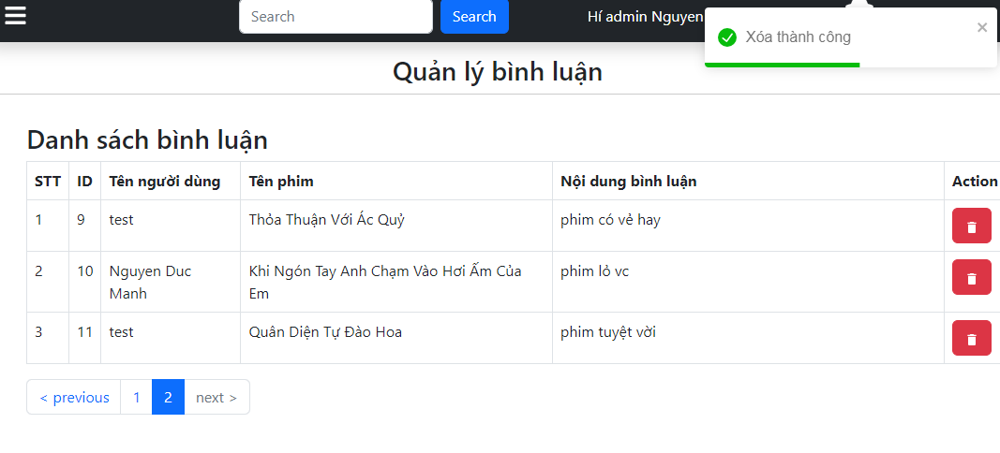 Search
Search
Hí admin Nguyen
Xóa thành công
Quản lý bình luận
Danh sách bình luận
STT ID Tên người dùng Tên phim Nội dung bình luận Action
1 9 test Thỏa Thuận Với Ác Quỷ phim có vẻ hay
2 10 Nguyen Duc Khi Ngón Tay Anh Chạm Vào Hơi Ấm Của phim lỏ vc
Manh Em
3 11 test Quân Diện Tự Đào Hoa phim tuyệt vời
< previous 1 2 next >